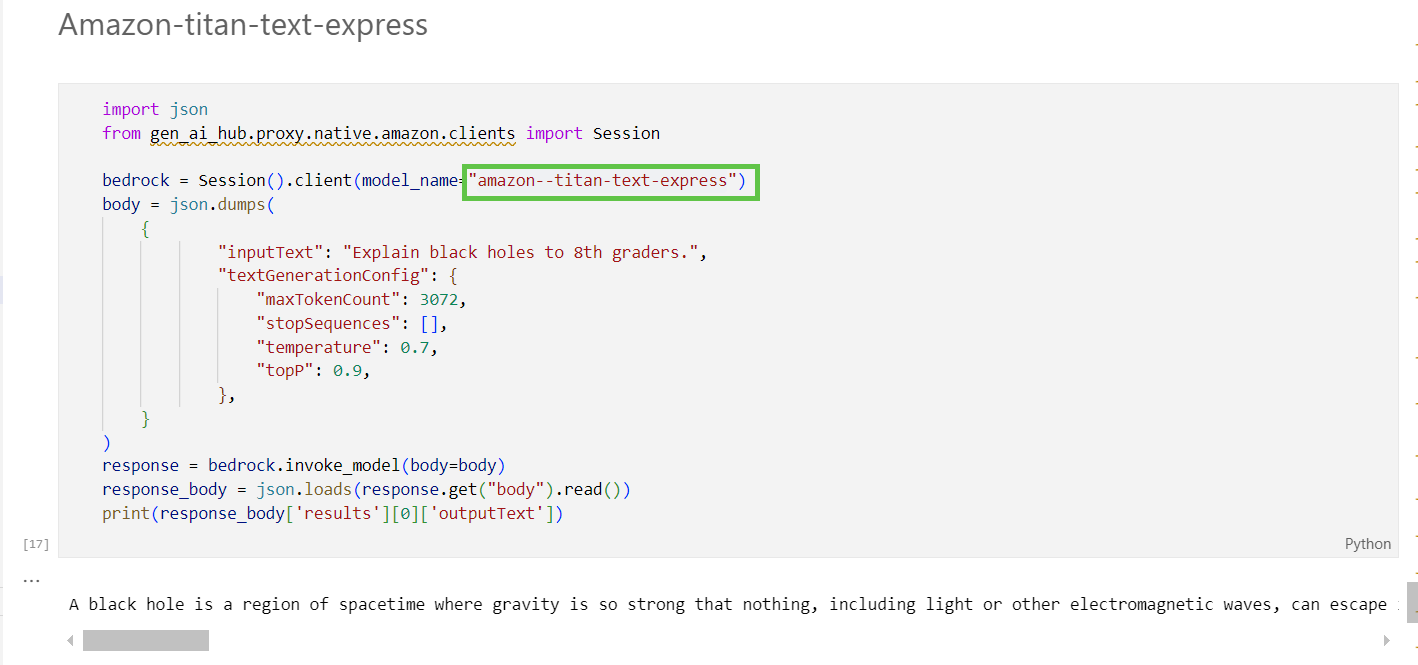 Amazon-titan-text-express
import json
from gen_ai_hub.proxy.native.amazon.clients import Session
bedrock = Session().client(model_name="amazon--titan-text-express")
body = json.dumps(
{
"inputText": "Explain black holes to 8th graders.",
"textGenerationConfig": {
"maxTokenCount": 3072,
"stopSequences": [],
"temperature": 0.7,
"topP": 0.9,
},
}
)
response = bedrock.invoke_model(body=body)
response_body = json.loads(response.get("body").read())
print(response_body['results'][0]['outputText'])
[17]
Python
...
A black hole is a region of spacetime where gravity is so strong that nothing, including light or other electromagnetic waves, can escape